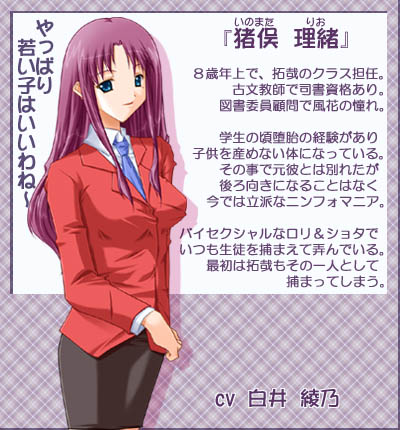 やっぱり
若い子はいいわね～
いのまた りお
『猪俣 理緒』
８歳年上で、拓哉のクラス担任。
古文教師で司書資格あり。
図書委員顧問で風花の憧れ。
学生の頃堕胎の経験があり
子供を産めない体になっている。
その事で元彼とは別れたが
後ろ向きになることはなく
今では立派なニンフォマニア。
バイセクシャルなロリ＆ショタで
いつも生徒を捕まえて弄んでいる。
最初は拓哉もその一人として
捕まってしまう。
cv 白井 綾乃